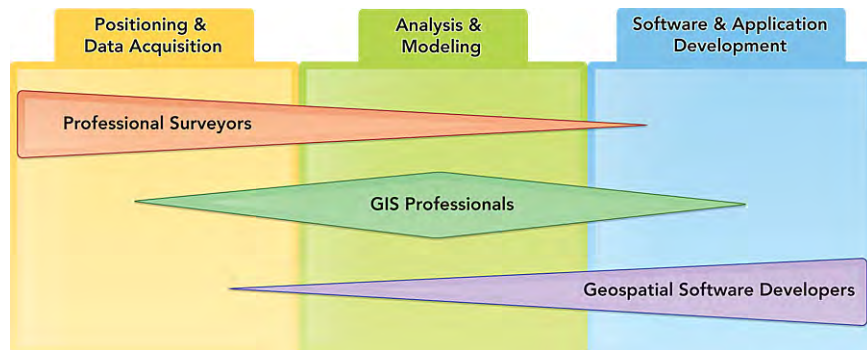 Positioning &
Data Acquisition
Analysis &
Modeling
Software & Application
Development
Professional Surveyors
GIS Professionals
Geospatial Software Developers